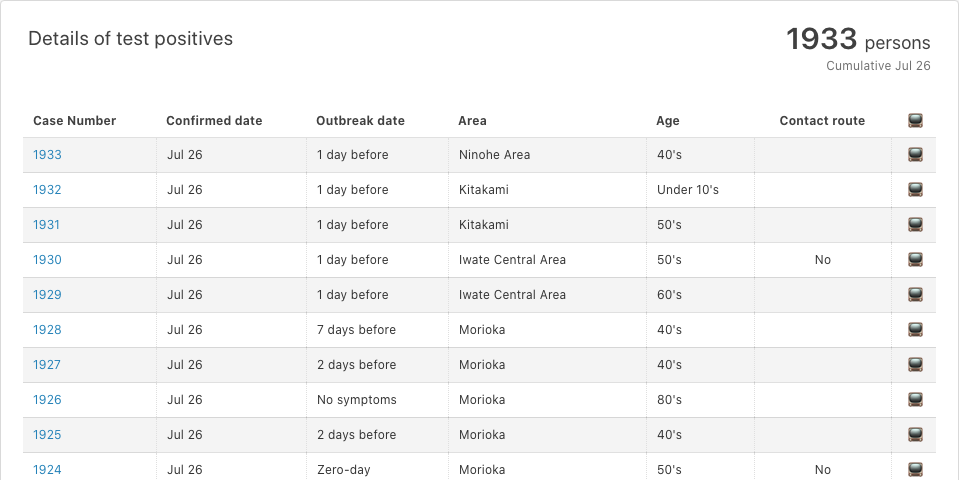 Details of test positives
1933 persons
Cumulative Jul 26
Case Number Confirmed date Outbreak date Area Age Contact route
1933 Jul 26 1 day before Ninohe Area 40's
1932 Jul 26 1 day before Kitakami Under 10's
1931 Jul 26 1 day before Kitakami 50's
1930 Jul 26 1 day before Iwate Central Area 50's No
1929 Jul 26 1 day before Iwate Central Area 60's
1928 Jul 26 7 days before Morioka 40's
1927 Jul 26 2 days before Morioka 40's
1926 Jul 26 No symptoms Morioka 80's
1925 Jul 26 2 days before Morioka 40's
1924 Jul 26 Zero-day Morioka 50's No